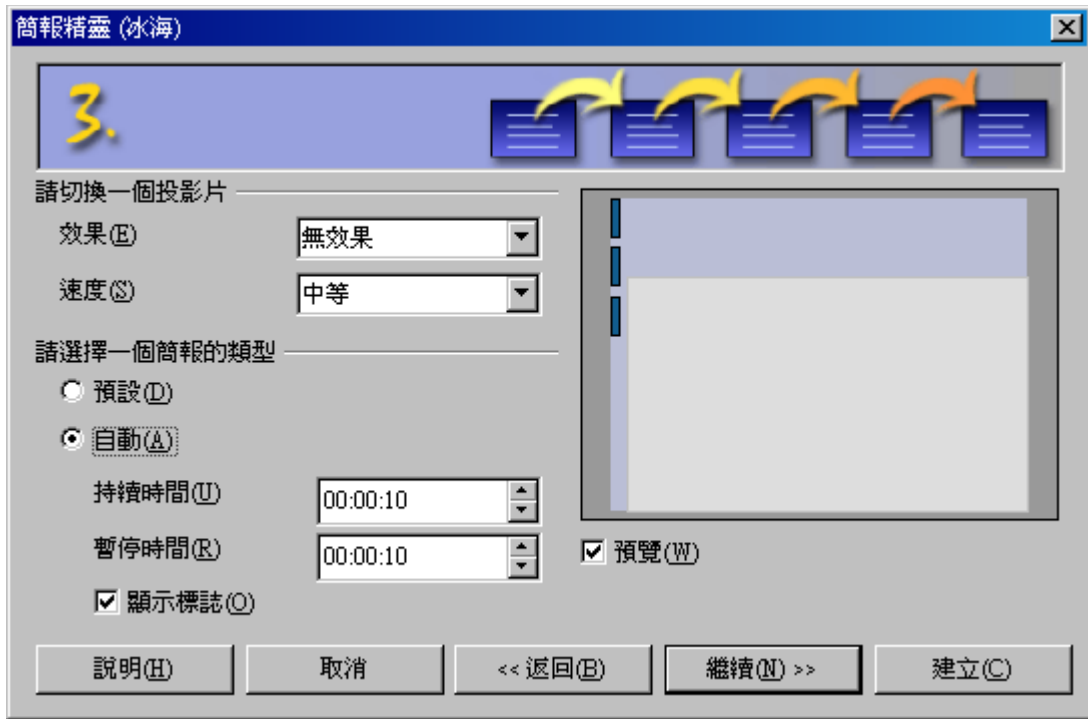 簡報精靈 (冰海)
3.
請切換一個投影片
效果(E) 無效果
速度(S) 中等
請選擇一個簡報的類型
預設(D)
自動(A)
持續時間(U) 00:00:10
暫停時間(R) 00:00:10
顯示標誌(O)
預覽(W)
說明(H) 取消 << 返回(B) 繼續(N) >> 建立(C)